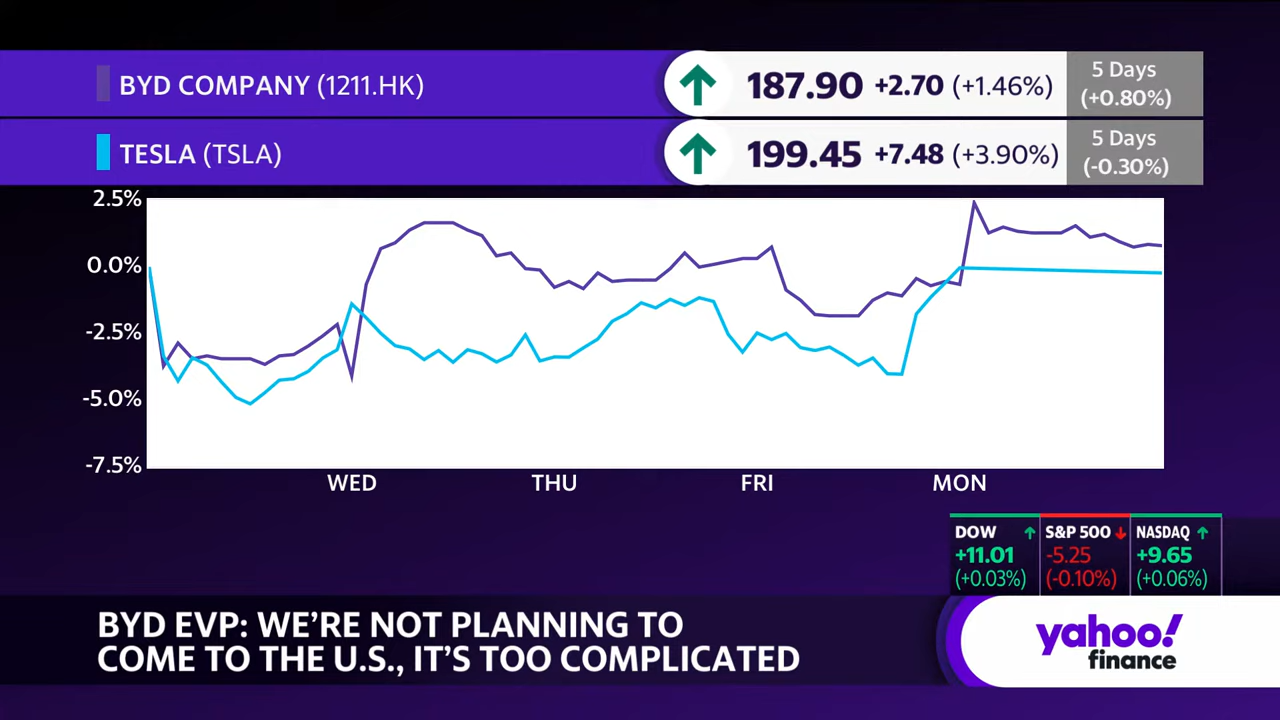 BYD COMPANY (1211.HK)
187.90 +2.70 (+1.46%)
5 Days
(+0.80%)
TESLA (TSLA)
199.45 +7.48 (+3.90%)
5 Days
(-0.30%)
2.5%
0.0%
-2.5%
-5.0%
-7.5%
WED THU FRI MON
DOW
+11.01
(+0.03%)
S&P 500
-5.25
(-0.10%)
NASDAQ
+9.65
(+0.06%)
BYD EVP: WE'RE NOT PLANNING TO
COME TO THE U.S., IT'S TOO COMPLICATED
yahoo!
finance